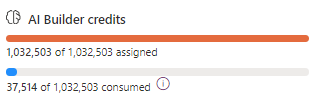 AI Builder credits
1,032,503 of 1,032,503 assigned
37,514 of 1,032,503 consumed